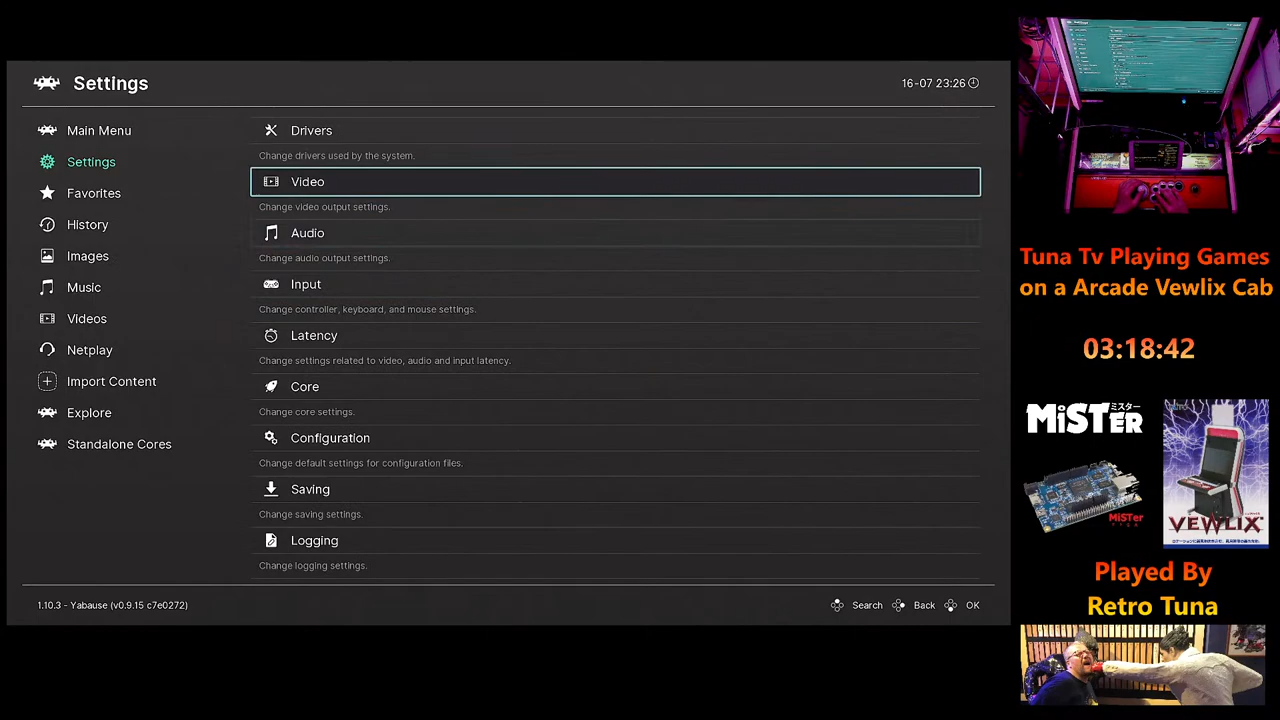 Settings
16-07 23:26
Main Menu
Settings
Favorites
History
Images
Music
Videos
Netplay
Import Content
Explore
Standalone Cores
Drivers
Change drivers used by the system.
Video
Change video output settings.
Audio
Change audio output settings.
Input
Change controller, keyboard, and mouse settings.
Latency
Change settings related to video, audio and input latency.
Core
Change core settings.
Configuration
Change default settings for configuration files.
Saving
Change saving settings.
Logging
Change logging settings.
1.10.3 - Yabause (v0.9.15 c7e0272)
Search
Back
OK
Tuna Tv Playing Games
on a Arcade Vewlix Cab
03:18:42
MiSTer
ミスター
MiSTer
VEWLIX
Played By
Retro Tuna